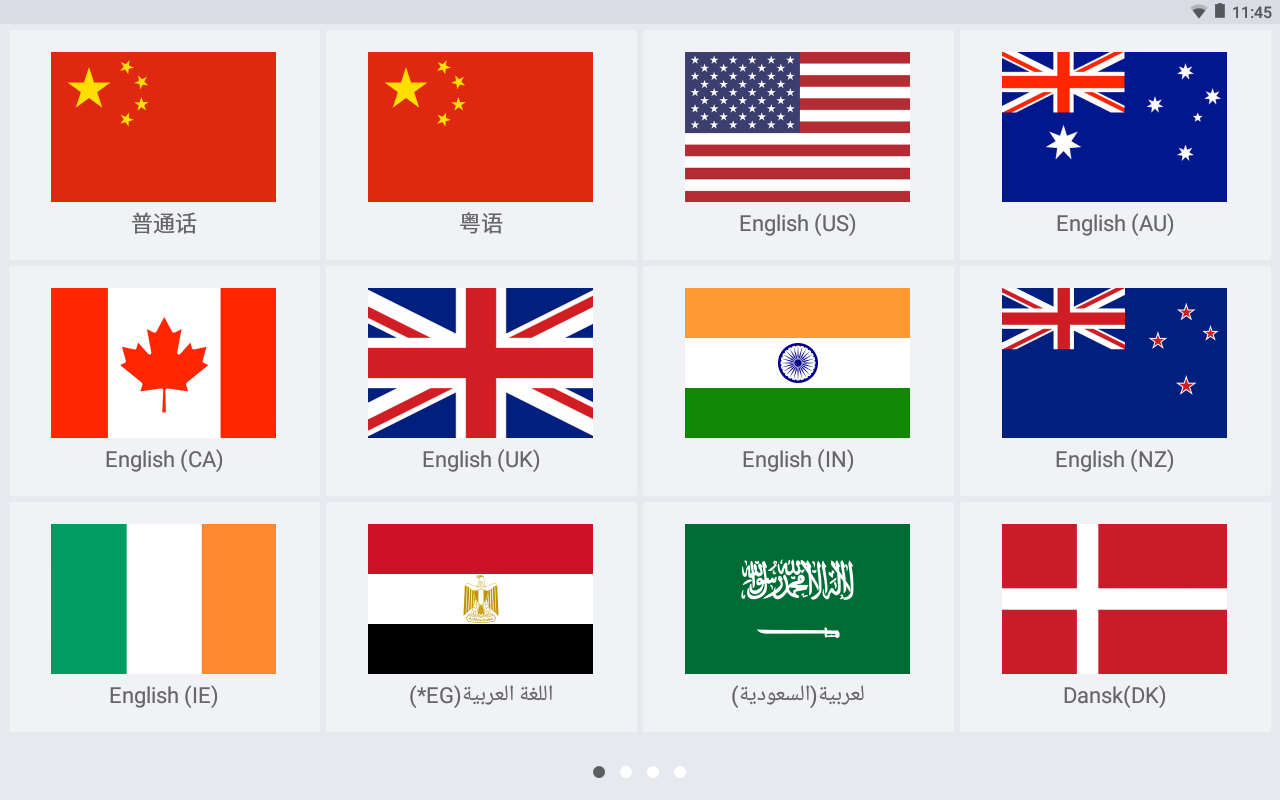 11:45
普通话
粤语
English (US)
English (AU)
English (CA)
English (UK)
English (IN)
English (NZ)
English (IE)
اللغة العربية(EG*)
لعربية(السعودية)
Dansk(DK)